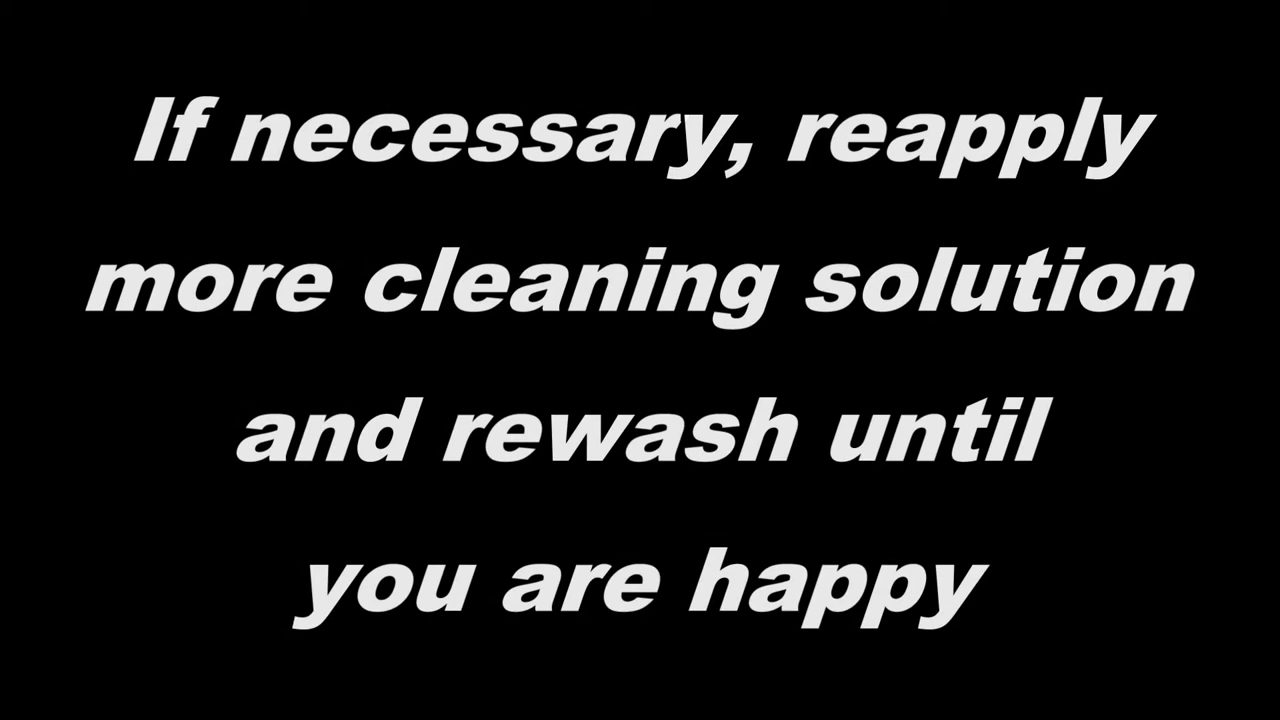 If necessary, reapply
more cleaning solution
and rewash until
you are happy